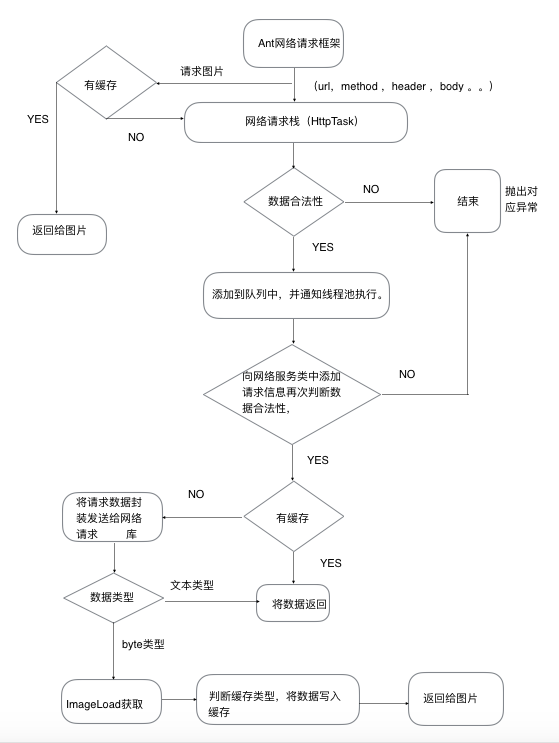 Ant网络请求框架
请求图片
有缓存
（url，method ，header ，body 。。）
YES
网络请求栈（HttpTask）
NO
NO
数据合法性
结束
抛出对
应异常
返回给图片
YES
添加到队列中，并通知线程池执行。
向网络服务类中添加
请求信息再次判断数
据合法性，
NO
YES
NO
将请求数据封
装发送给网络
请求 库
有缓存
YES
文本类型
数据类型
将数据返回
byte类型
ImageLoad获取
判断缓存类型，将数据写入
缓存
返回给图片